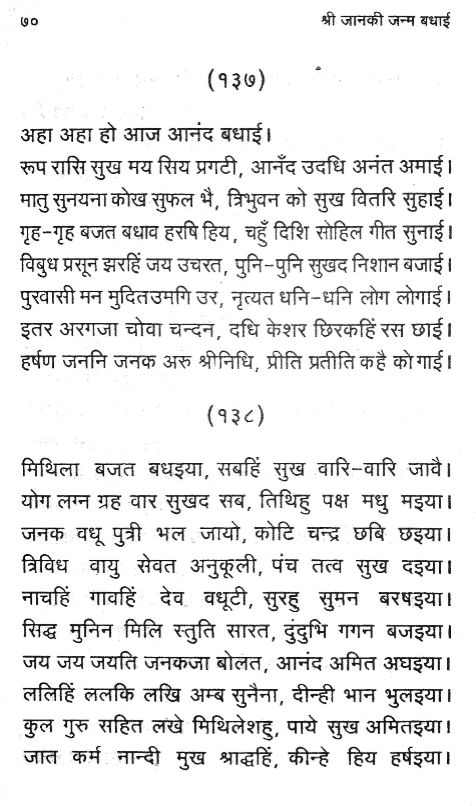 ७०
श्री जानकी जन्म बधाई
(१३७)
अहा अहा हो आज आनंद बधाई।
रूप रासि सुख मय सिय प्रगटी, आनँद उदधि अनंत अमाई।
मातु सुनयना कोख सुफल भै, त्रिभुवन को सुख वितरि सुहाई।
गृह-गृह बजत बधाव हरषि हिय, चहुँ दिशि सोहिल गीत सुनाई।
विबुध प्रसून झरहिं जय उचरत, पुनि-पुनि सुखद निशान बजाई।
पुरवासी मन मुदितउमगि उर, नृत्यत धनि-धनि लोग लोगाई।
इतर अरगजा चोवा चन्दन, दधि केशर छिरकहिं रस छाई।
हर्षण जननि जनक अरु श्रीनिधि, प्रीति प्रतीति कहै को गाई।
(१३८)
मिथिला बजत बधइया, सबहिं सुख वारि-वारि जावै।
योग लग्न ग्रह वार सुखद सब, तिथिहु पक्ष मधु मइया।
जनक वधू पुत्री भल जायो, कोटि चन्द्र छबि छइया।
त्रिविध वायु सेवत अनुकूली, पंच तत्व सुख दइया।
नाचहिं गावहिं देव वधूटी, सुरहु सुमन बरषइया।
सिद्ध मुनिन मिलि स्तुति सारत, दुंदुभि गगन बजइया।
जय जय जयति जनकजा बोलत, आनंद अमित अघइया।
ललिहिं ललकि लखि अम्ब सुनैना, दीन्ही भान भुलइया।
कुल गुरु सहित लखे मिथिलेशहु, पाये सुख अमितइया।
जात कर्म नान्दी मुख श्राद्धहिं, कीन्हे हिय हर्षइया।